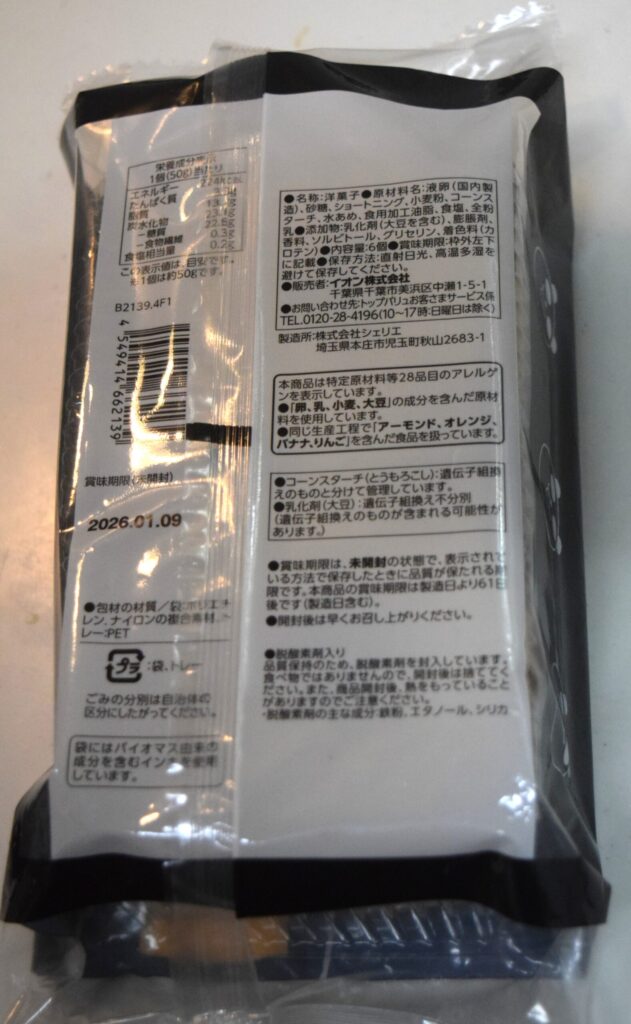 栄養成分表示
1個(50g)当たり
エネルギー 224kcal
たんぱく質
脂質
炭水化物
－糖質 22.8g
－食物繊維 0.3g
食塩相当量 0.2g
この表示値は、目安です。
※1個は約50gです。
B2139.4F1
4 549414 662139
賞味期限(未開封)
2026.01.09
●包材の材質／袋:ポリエチ
レン、ナイロンの複合素材、ト
レー:PET
プラ :袋、トレー
ごみの分別は自治体の
区分にしたがってください。
袋にはバイオマス由来の
成分を含むインキを使用
しています。
●名称:洋菓子●原材料名:液卵(国内製
造)、砂糖、ショートニング、小麦粉、コーンス
ターチ、水あめ、食用加工油脂、食塩、全粉
乳●添加物:乳化剤(大豆を含む)、膨脹剤、
香料、ソルビトール、グリセリン、着色料(カ
ロテン)●内容量:6個●賞味期限:枠外左下
に記載●保存方法:直射日光、高温多湿を
避けて保存してください。
●販売者:イオン株式会社
千葉県千葉市美浜区中瀬1-5-1
●お問い合わせ先:トップバリュお客さまサービス係
TEL.0120-28-4196(10～17時:日曜日は除く)
製造所:株式会社シェリエ
埼玉県本庄市児玉町秋山2683-1
本商品は特定原材料等28品目のアレルゲ
ンを表示しています。
●「卵、乳、小麦、大豆」の成分を含んだ原材
料を使用しています。
●同じ生産工程で「アーモンド、オレンジ、
バナナ、りんご」を含んだ食品を扱っています。
●コーンスターチ(とうもろこし):遺伝子組換
えのものと分けて管理しています。
●乳化剤(大豆):遺伝子組換え不分別
(遺伝子組換えのものが含まれる可能性が
あります。)
●賞味期限は、未開封の状態で、表示されて
いる方法で保存したときに品質が保たれる期
限です。本商品の賞味期限は製造日より61日
後です(製造日含む)。
●開封後は早くお召し上がりください。
●脱酸素剤入り
品質保持のため、脱酸素剤を封入しています。
食べ物ではありませんので、開封後は捨ててく
ださい。また、商品開封後、熱をもっていること
がありますのでご注意ください。
・脱酸素剤の主な成分:鉄粉、エタノール、シリカ